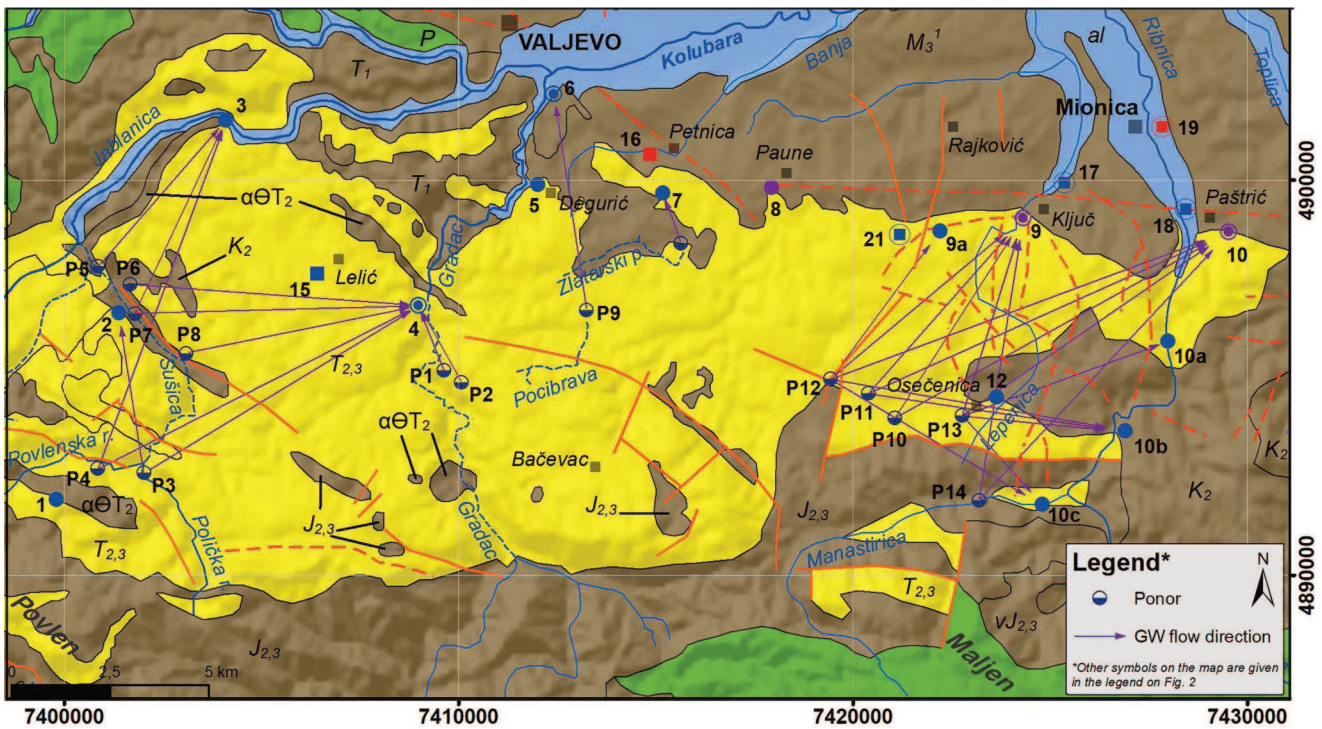 P
VALJEVO
Kolubara
Banja
M₃¹
al
Ribnica
Toplica
T₁
6
3
Jablanica
Mionica
19
16
Petnica
Rajković
Paune
17
T₁
αΘT₂
5
Degurić
7
8
Ključ
Paštrić
18
9
21
9a
10
K₂
Gradac
P5
P6
Lelić
15
Zlatarski p.
2
P7
4
P9
P8
T₂,₃
10a
Sušica
P1
P2
Pocibrava
P12
Osečenica
12
P11
P10
P13
Lepenica
10b
αΘT₂
Povlenska r.
Bačevac
K₂
P4
P3
1
αΘT₂
P14
K₂
J₂,₃
J₂,₃
J₂,₃
10c
J₂,₃
T₂,₃
Polička r.
Gradac
Manastirica
T₂,₃
Povlen
J₂,₃
Maljen
νJ₂,₃
0 2,5 5 km
Legend*
N
Ponor
GW flow direction
*Other symbols on the map are given
in the legend on Fig. 2
4900000
4890000
7400000 7410000 7420000 7430000